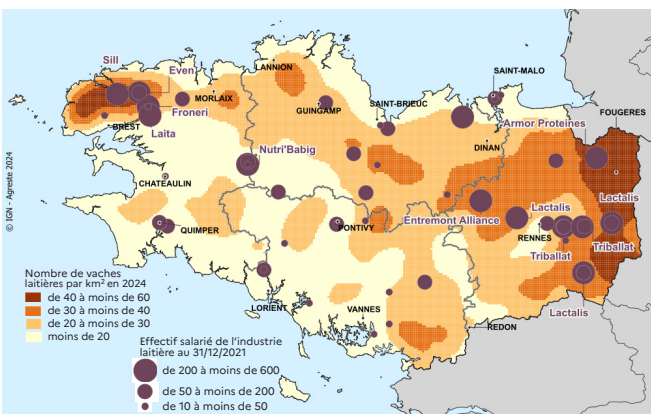 Sill
Even
Froneri
Laita
BREST
MORLAIX
LANNION
GUINGAMP
SAINT-BRIEUC
SAINT-MALO
DINAN
FOUGERES
Armor Proteines
Nutri'Babig
CHATEAULIN
QUIMPER
PONTIVY
Entremont Alliance
Lactalis
RENNES
Lactalis
Triballat
Triballat
Lactalis
LORIENT
VANNES
REDON
© IGN - Agreste 2024
Nombre de vaches
laitières par km² en 2024
de 40 à moins de 60
de 30 à moins de 40
de 20 à moins de 30
moins de 20
Effectif salarié de l'industrie
laitière au 31/12/2021
de 200 à moins de 600
de 50 à moins de 200
de 10 à moins de 50